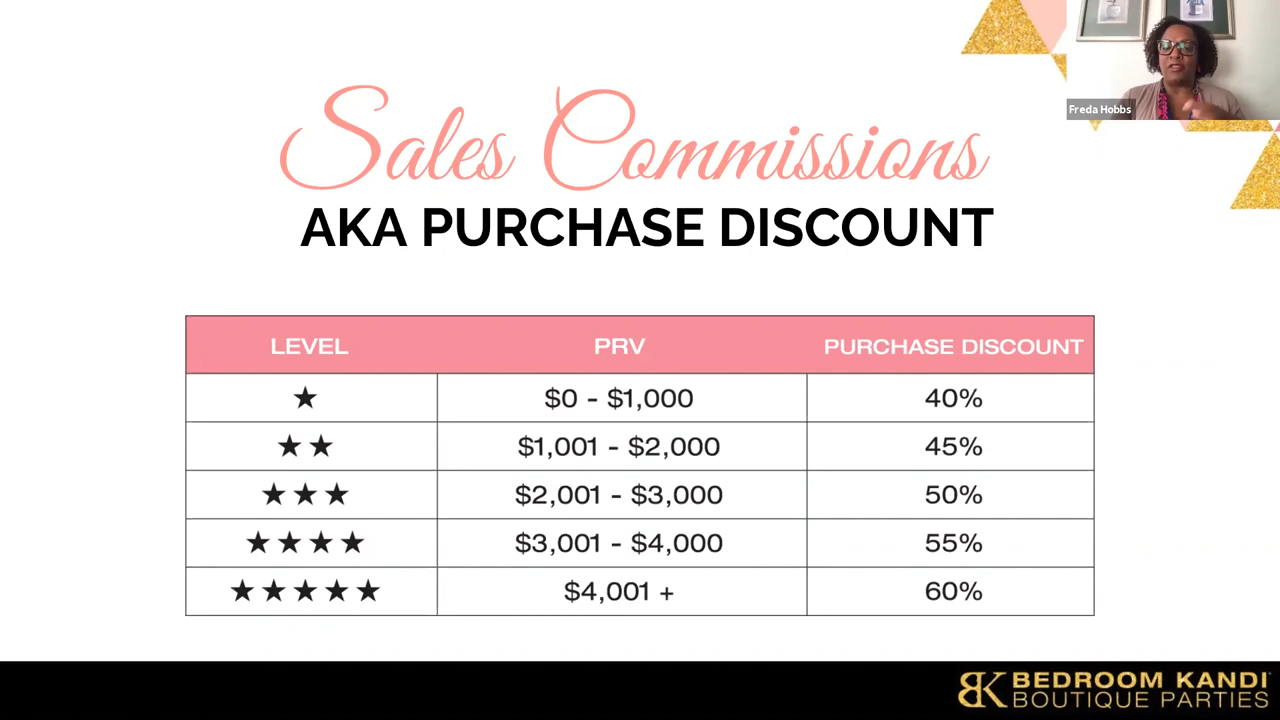 Freda Hobbs
Sales Commissions
AKA PURCHASE DISCOUNT
LEVEL PRV PURCHASE DISCOUNT
★ $0 - $1,000 40%
★★ $1,001 - $2,000 45%
★★★ $2,001 - $3,000 50%
★★★★ $3,001 - $4,000 55%
★★★★★ $4,001 + 60%
BK BEDROOM KANDI
BOUTIQUE PARTIES